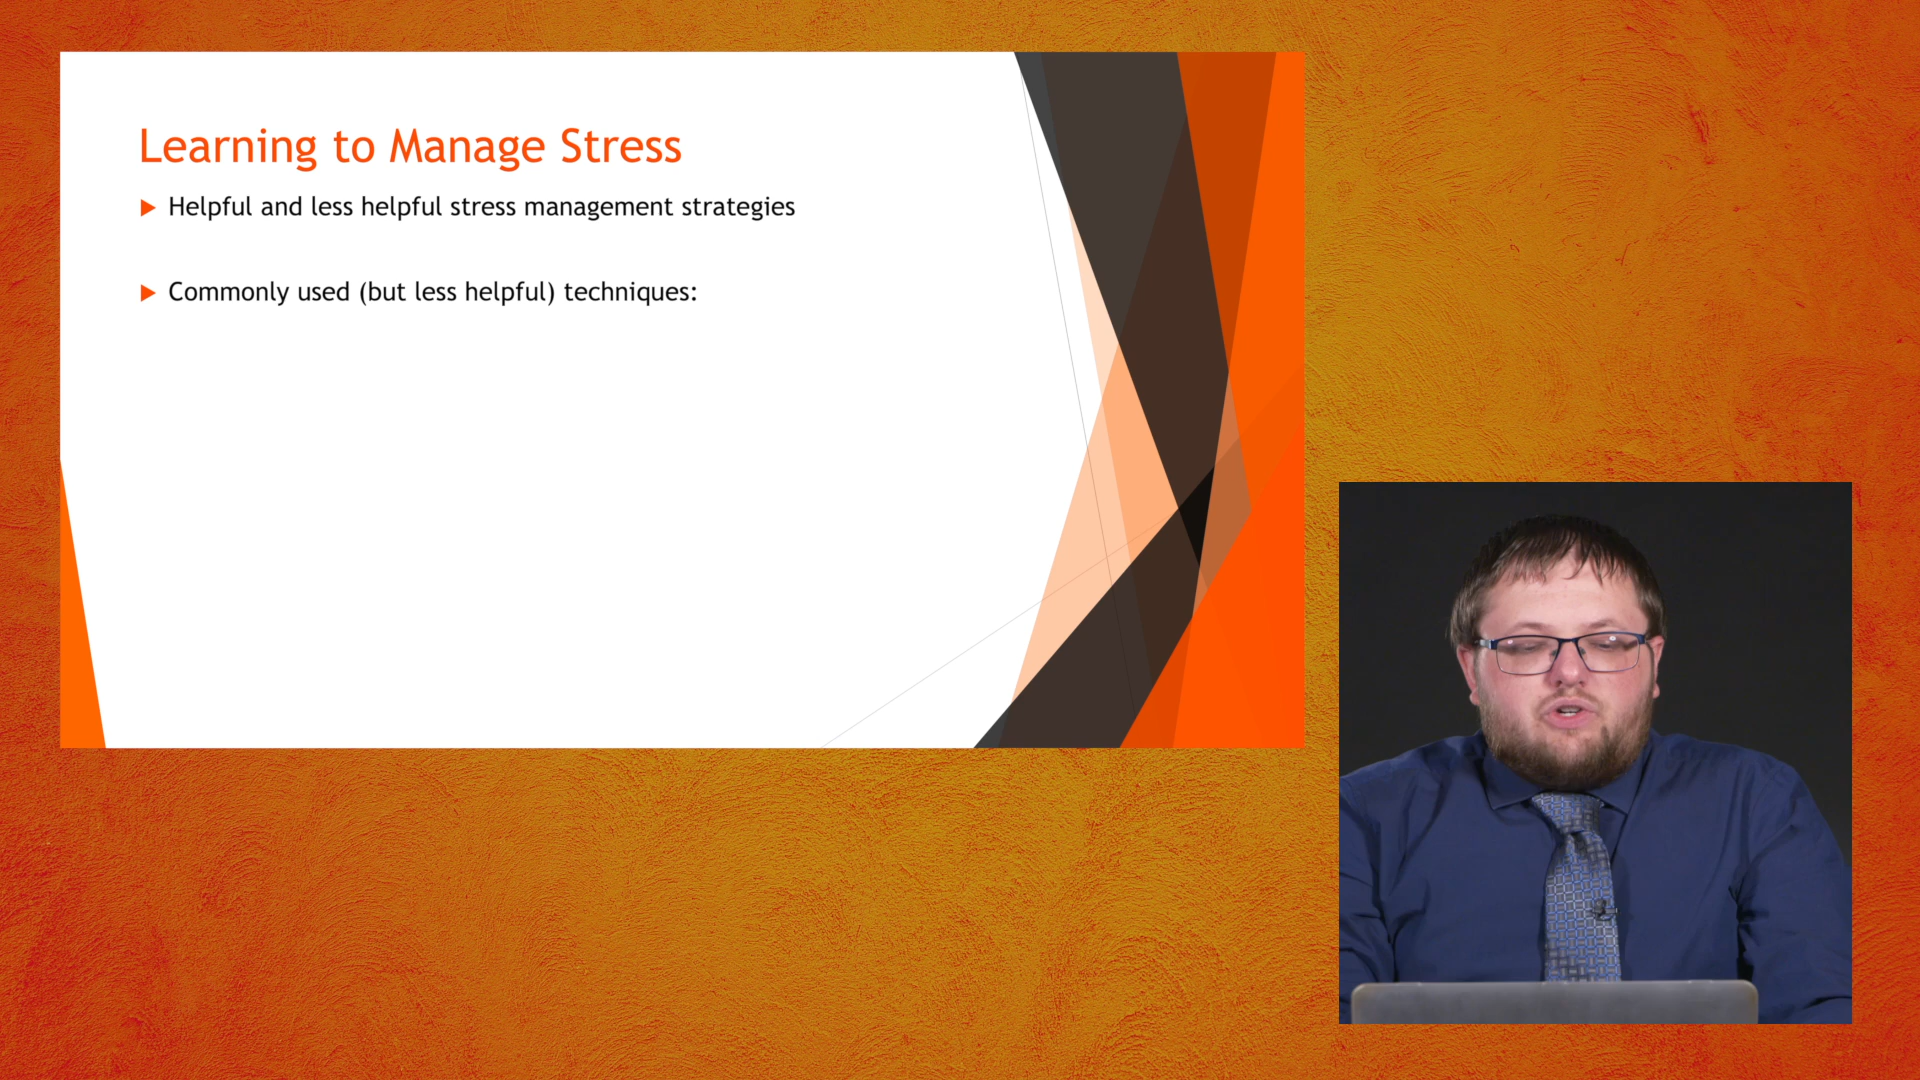 Learning to Manage Stress
Helpful and less helpful stress management strategies
Commonly used (but less helpful) techniques: